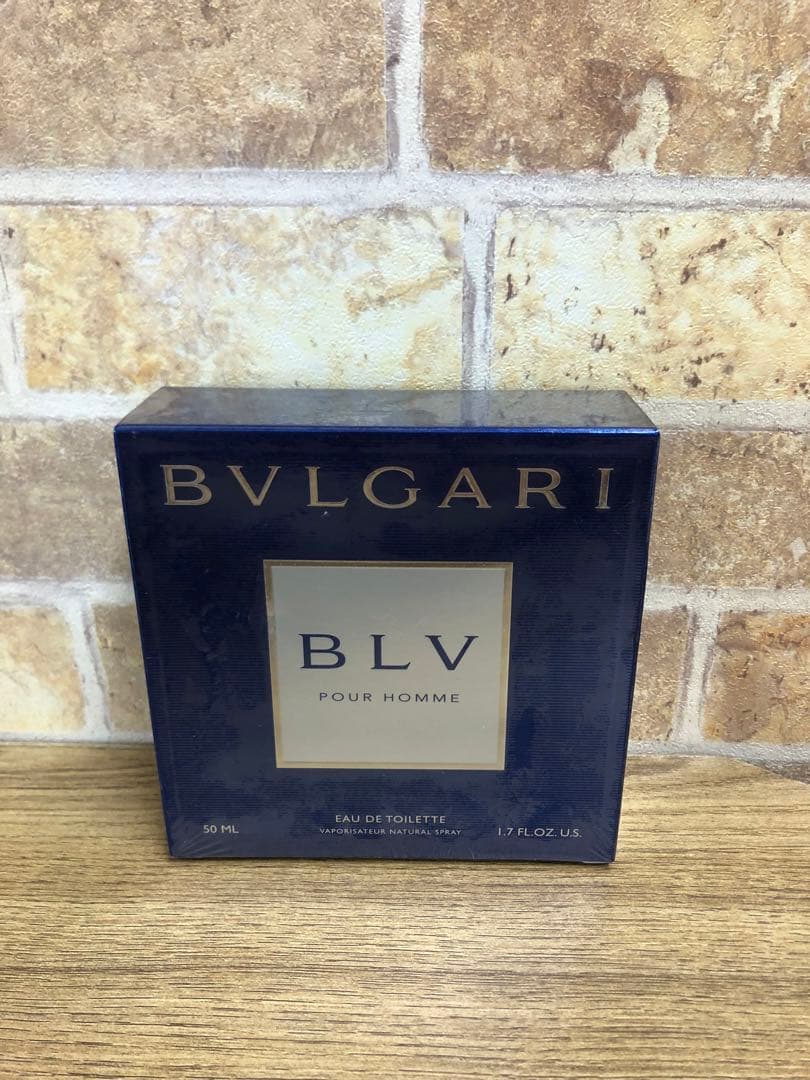 BVLGARI
BLV
POUR HOMME
EAU DE TOILETTE
50 ML VAPORISATEUR NATURAL SPRAY 1.7 FL.OZ. U.S.